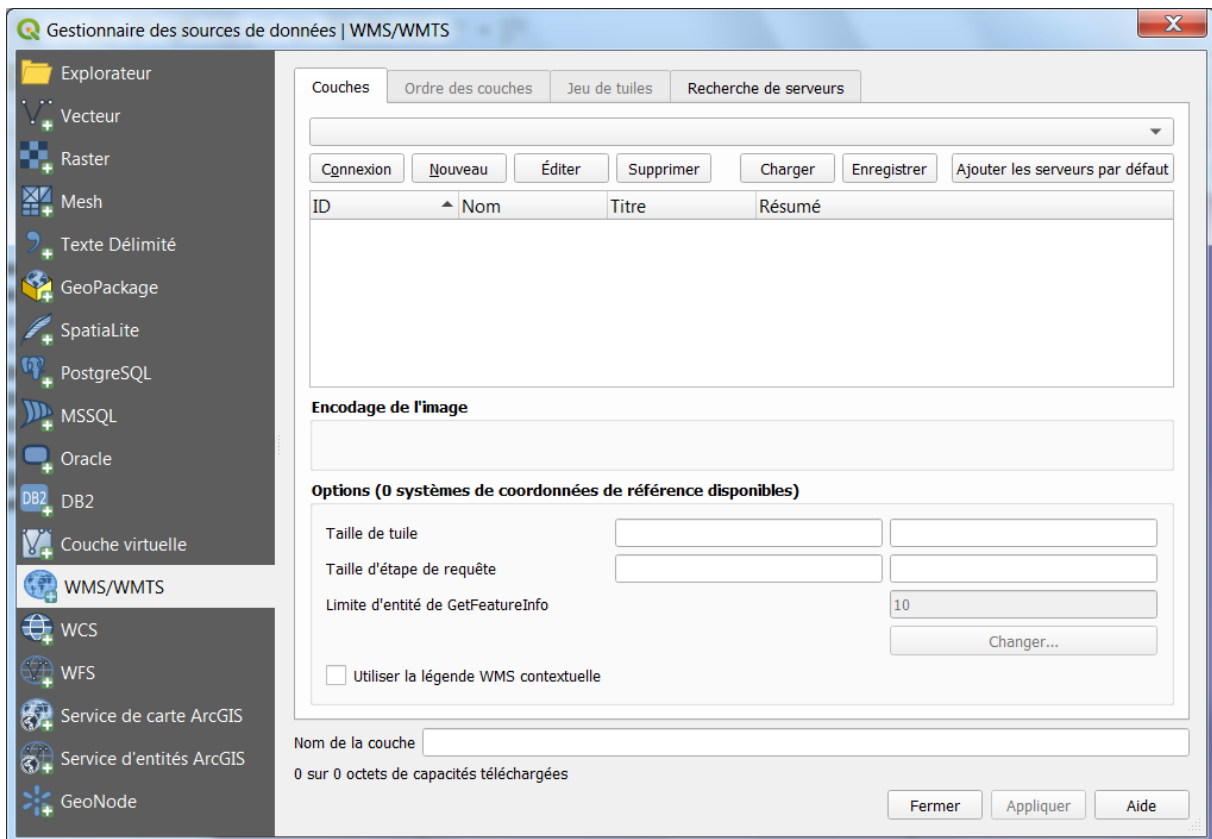 Gestionnaire des sources de données | WMS/WMTS
Explorateur
Vecteur
Raster
Mesh
Texte Délimité
GeoPackage
SpatiaLite
PostgreSQL
MSSQL
Oracle
DB2 DB2
Couche virtuelle
WMS/WMTS
WCS
WFS
Service de carte ArcGIS
Service d'entités ArcGIS
GeoNode
Couches Ordre des couches Jeu de tuiles Recherche de serveurs
Connexion Nouveau Éditer Supprimer Charger Enregistrer Ajouter les serveurs par défaut
ID Nom Titre Résumé
Encodage de l'image
Options (0 systèmes de coordonnées de référence disponibles)
Taille de tuile
Taille d'étape de requête
Limite d'entité de GetFeatureInfo 10
Changer...
Utiliser la légende WMS contextuelle
Nom de la couche
0 sur 0 octets de capacités téléchargées
Fermer Appliquer Aide